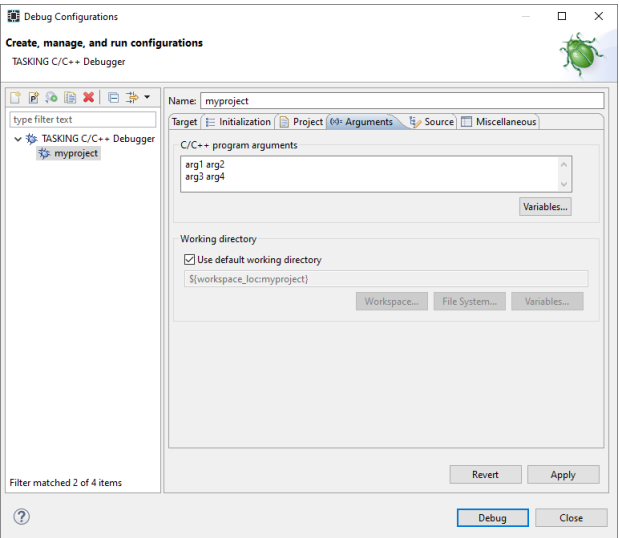 Debug Configurations
Create, manage, and run configurations
TASKING C/C++ Debugger
type filter text
TASKING C/C++ Debugger
myproject
Filter matched 2 of 4 items
Name: myproject
Target Initialization Project (x)= Arguments Source Miscellaneous
C/C++ program arguments
arg1 arg2
arg3 arg4
Variables...
Working directory
Use default working directory
${workspace_loc:myproject}
Workspace... File System... Variables...
Revert Apply
? Debug Close